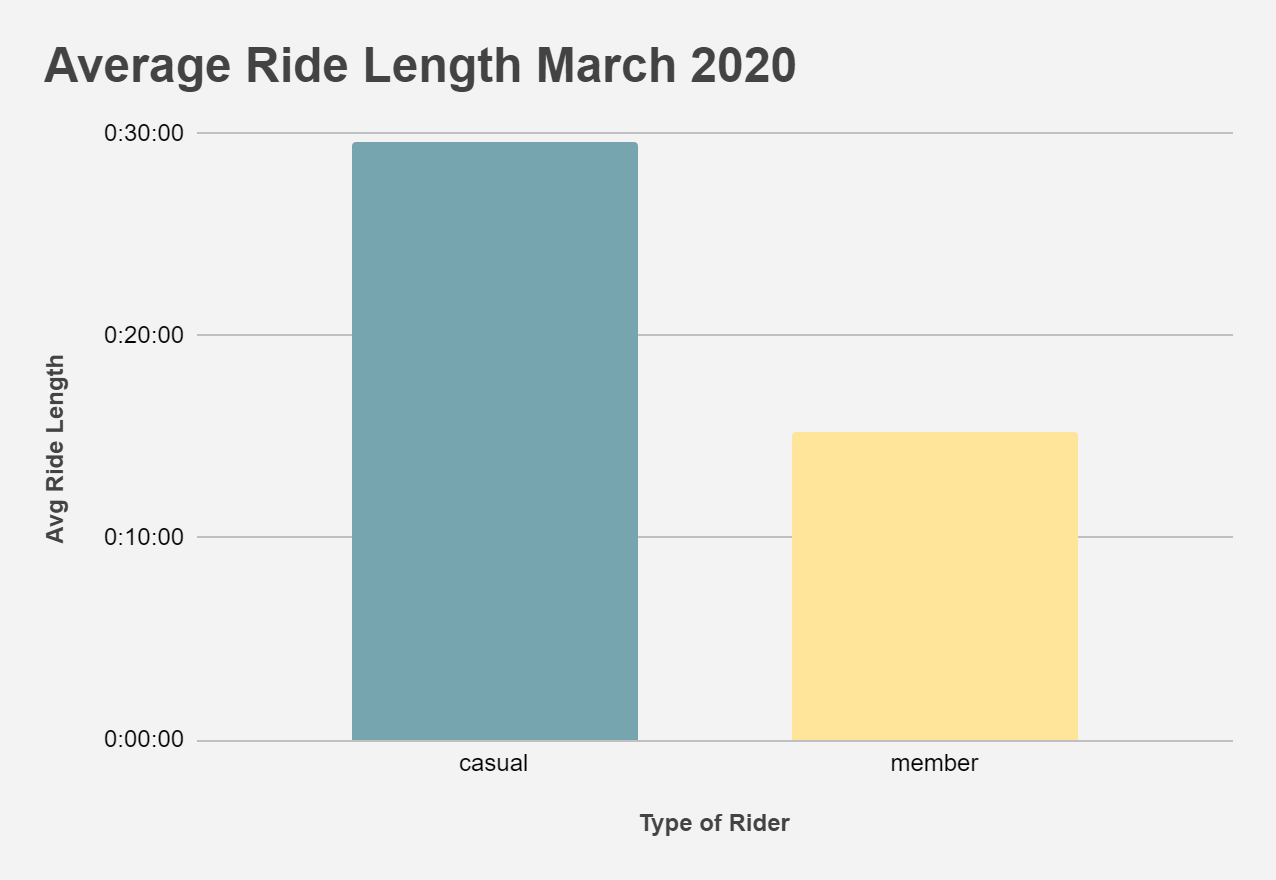 Average Ride Length March 2020
0:30:00
0:20:00
0:10:00
0:00:00
Avg Ride Length
casual
member
Type of Rider